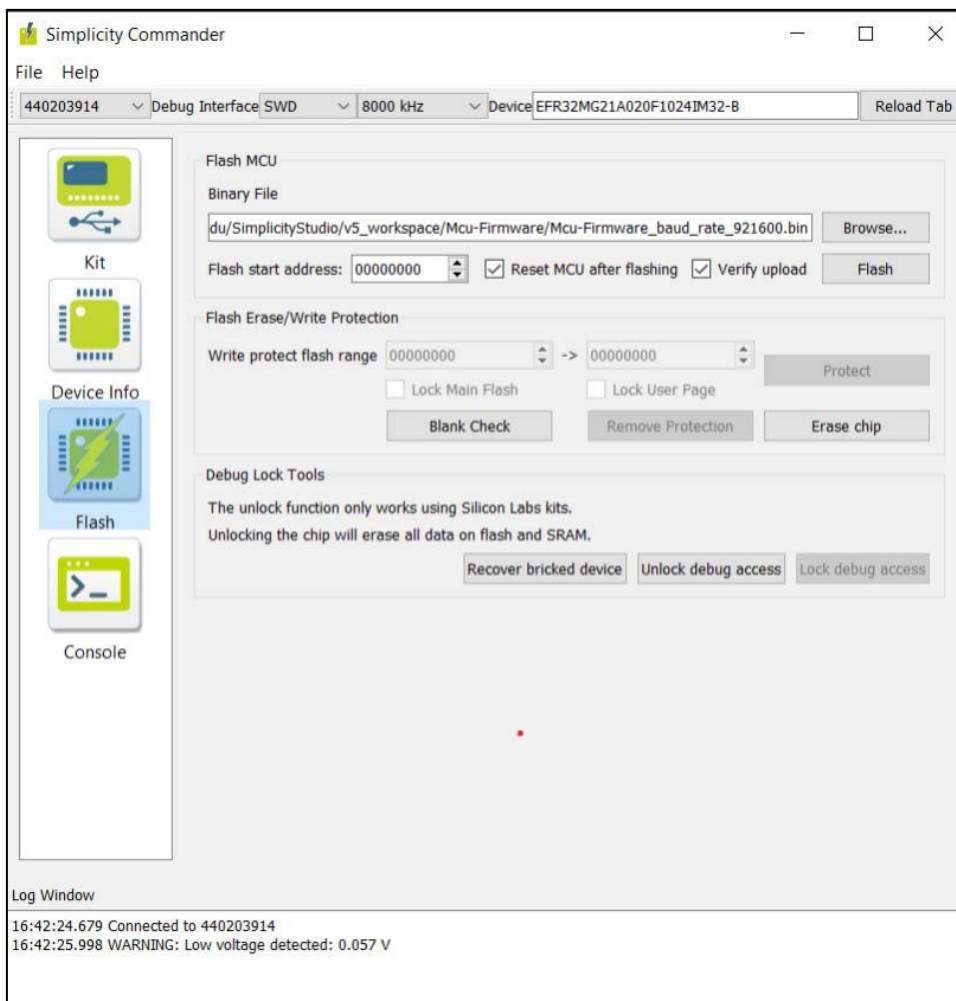 Simplicity Commander
File Help
440203914 Debug Interface SWD 8000 kHz Device EFR32MG21A020F1024IM32-B Reload Tab
Kit
Device Info
Flash
Console
Flash MCU
Binary File
du/SimplicityStudio/v5_workspace/Mcu-Firmware/Mcu-Firmware_baud_rate_921600.bin Browse...
Flash start address: 00000000 Reset MCU after flashing Verify upload Flash
Flash Erase/Write Protection
Write protect flash range 00000000 -> 00000000 Protect
Lock Main Flash Lock User Page
Blank Check Remove Protection Erase chip
Debug Lock Tools
The unlock function only works using Silicon Labs kits.
Unlocking the chip will erase all data on flash and SRAM.
Recover bricked device Unlock debug access Lock debug access
Log Window
16:42:24.679 Connected to 440203914
16:42:25.998 WARNING: Low voltage detected: 0.057 V